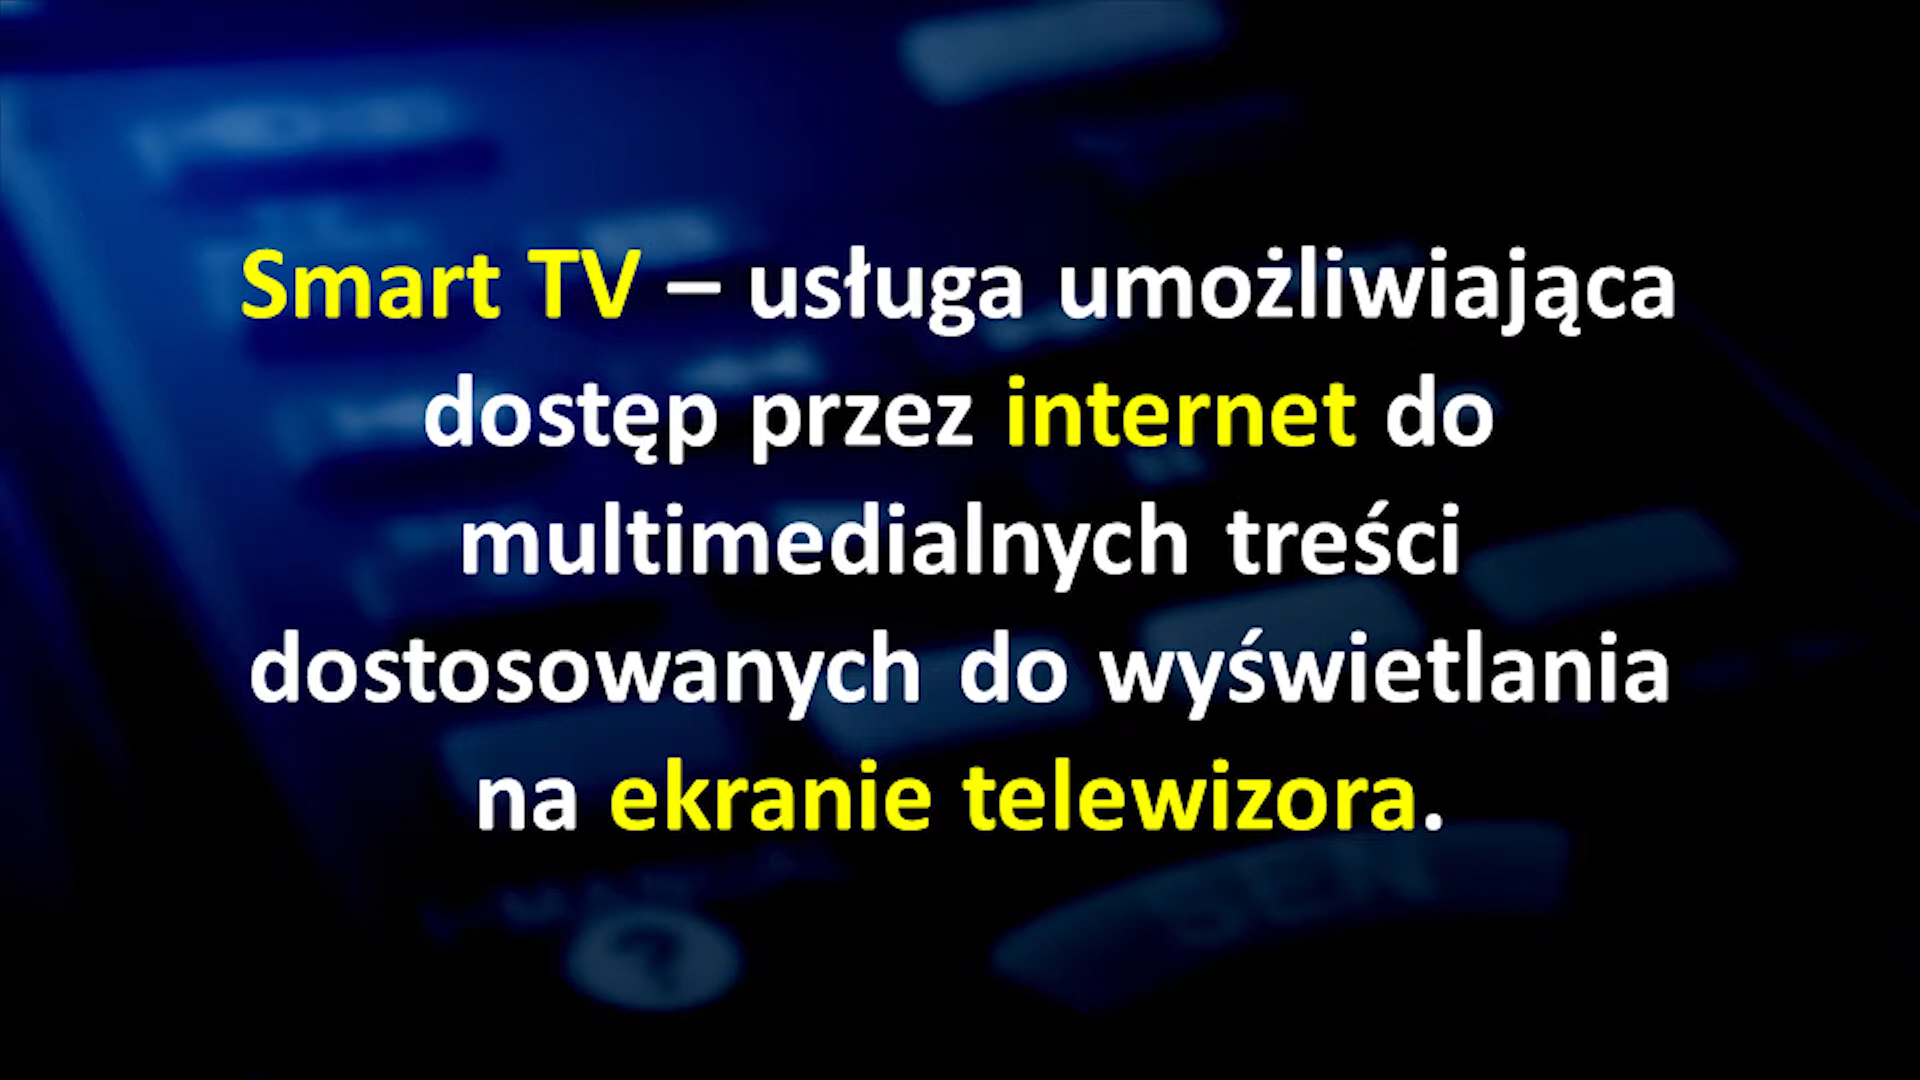 Smart TV – usługa umożliwiająca
dostęp przez internet do
multimedialnych treści
dostosowanych do wyświetlania
na ekranie telewizora.